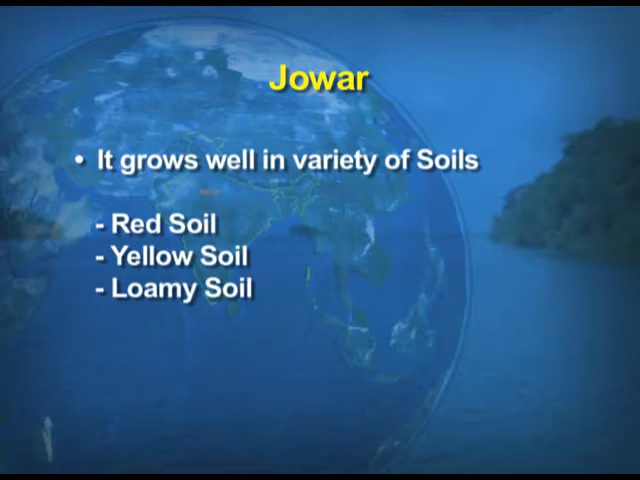 Jowar
• It grows well in variety of Soils
- Red Soil
- Yellow Soil
- Loamy Soil